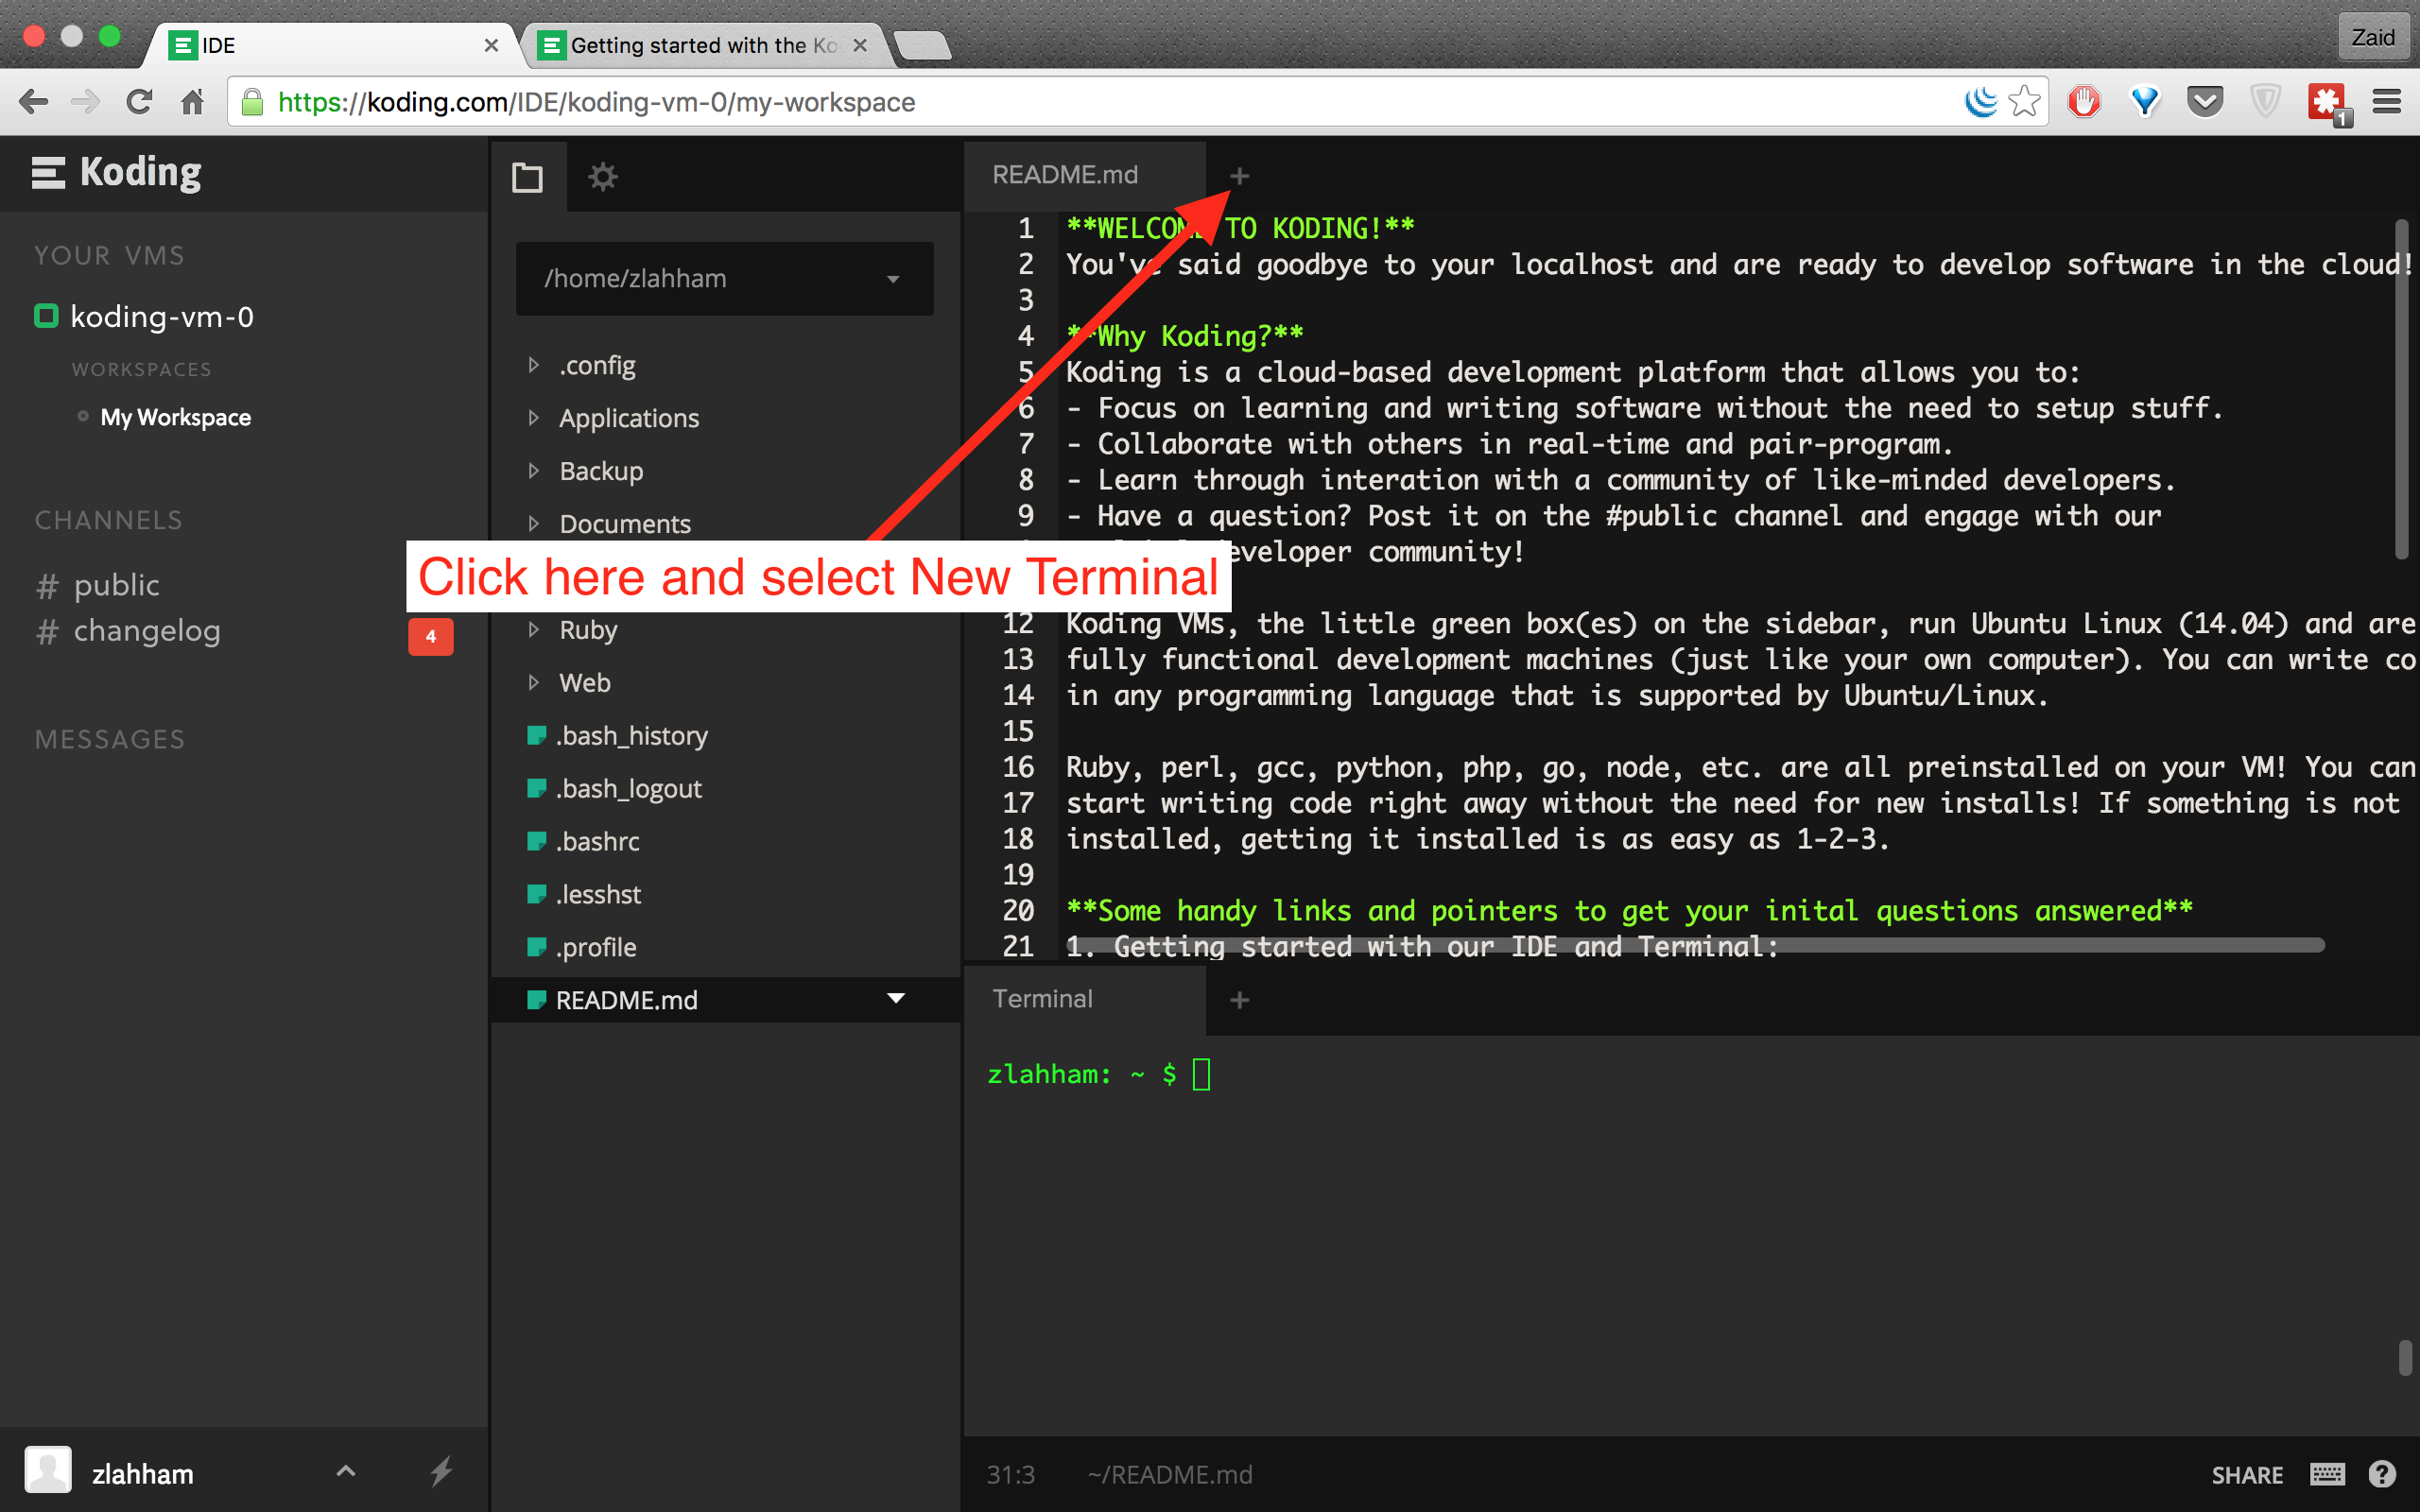 IDE
Getting started with the Ko
Zaid
https://koding.com/IDE/koding-vm-0/my-workspace
1
Koding
YOUR VMS
koding-vm-0
WORKSPACES
My Workspace
CHANNELS
# public
# changelog
4
MESSAGES
zlahham
/home/zlahham
.config
Applications
Backup
Documents
Click here and select New Terminal
Ruby
Web
.bash_history
.bash_logout
.bashrc
.lesshst
.profile
README.md
README.md
+
1 **WELCOME TO KODING!**
2 You've said goodbye to your localhost and are ready to develop software in the cloud!
3
4 **Why Koding?**
5 Koding is a cloud-based development platform that allows you to:
6 - Focus on learning and writing software without the need to setup stuff.
7 - Collaborate with others in real-time and pair-program.
8 - Learn through interation with a community of like-minded developers.
9 - Have a question? Post it on the #public channel and engage with our
developer community!
12 Koding VMs, the little green box(es) on the sidebar, run Ubuntu Linux (14.04) and are
13 fully functional development machines (just like your own computer). You can write co
14 in any programming language that is supported by Ubuntu/Linux.
15
16 Ruby, perl, gcc, python, php, go, node, etc. are all preinstalled on your VM! You can
17 start writing code right away without the need for new installs! If something is not
18 installed, getting it installed is as easy as 1-2-3.
19
20 **Some handy links and pointers to get your inital questions answered**
21 1. Getting started with our IDE and Terminal:
Terminal
+
zlahham: ~ $
31:3 ~/README.md
SHARE
?